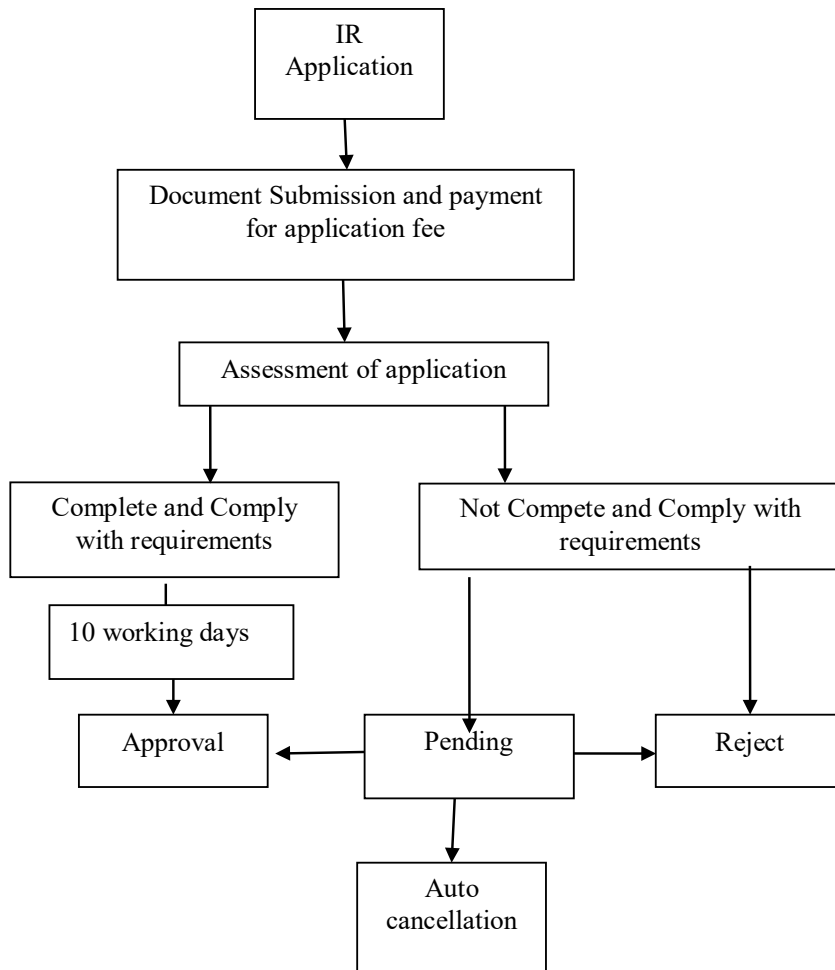 IR
Application
Document Submission and payment
for application fee
Assessment of application
Complete and Comply
with requirements
Not Compete and Comply with
requirements
10 working days
Approval
Pending
Reject
Auto
cancellation